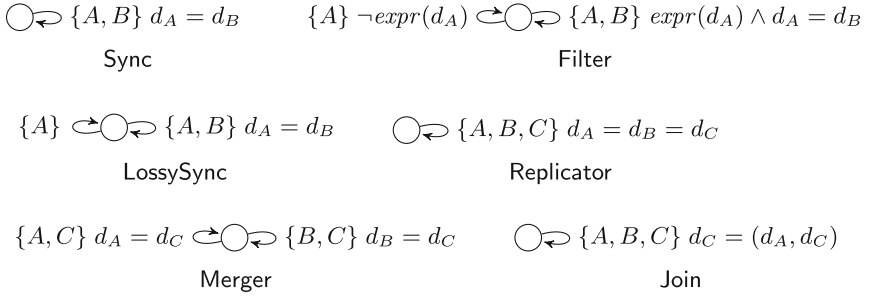 {A, B} d_A = d_B {A} ¬expr(d_A) {A, B} expr(d_A) ∧ d_A = d_B
Sync Filter
{A} {A, B} d_A = d_B {A, B, C} d_A = d_B = d_C
LossySync Replicator
{A, C} d_A = d_C {B, C} d_B = d_C {A, B, C} d_C = (d_A, d_C)
Merger Join